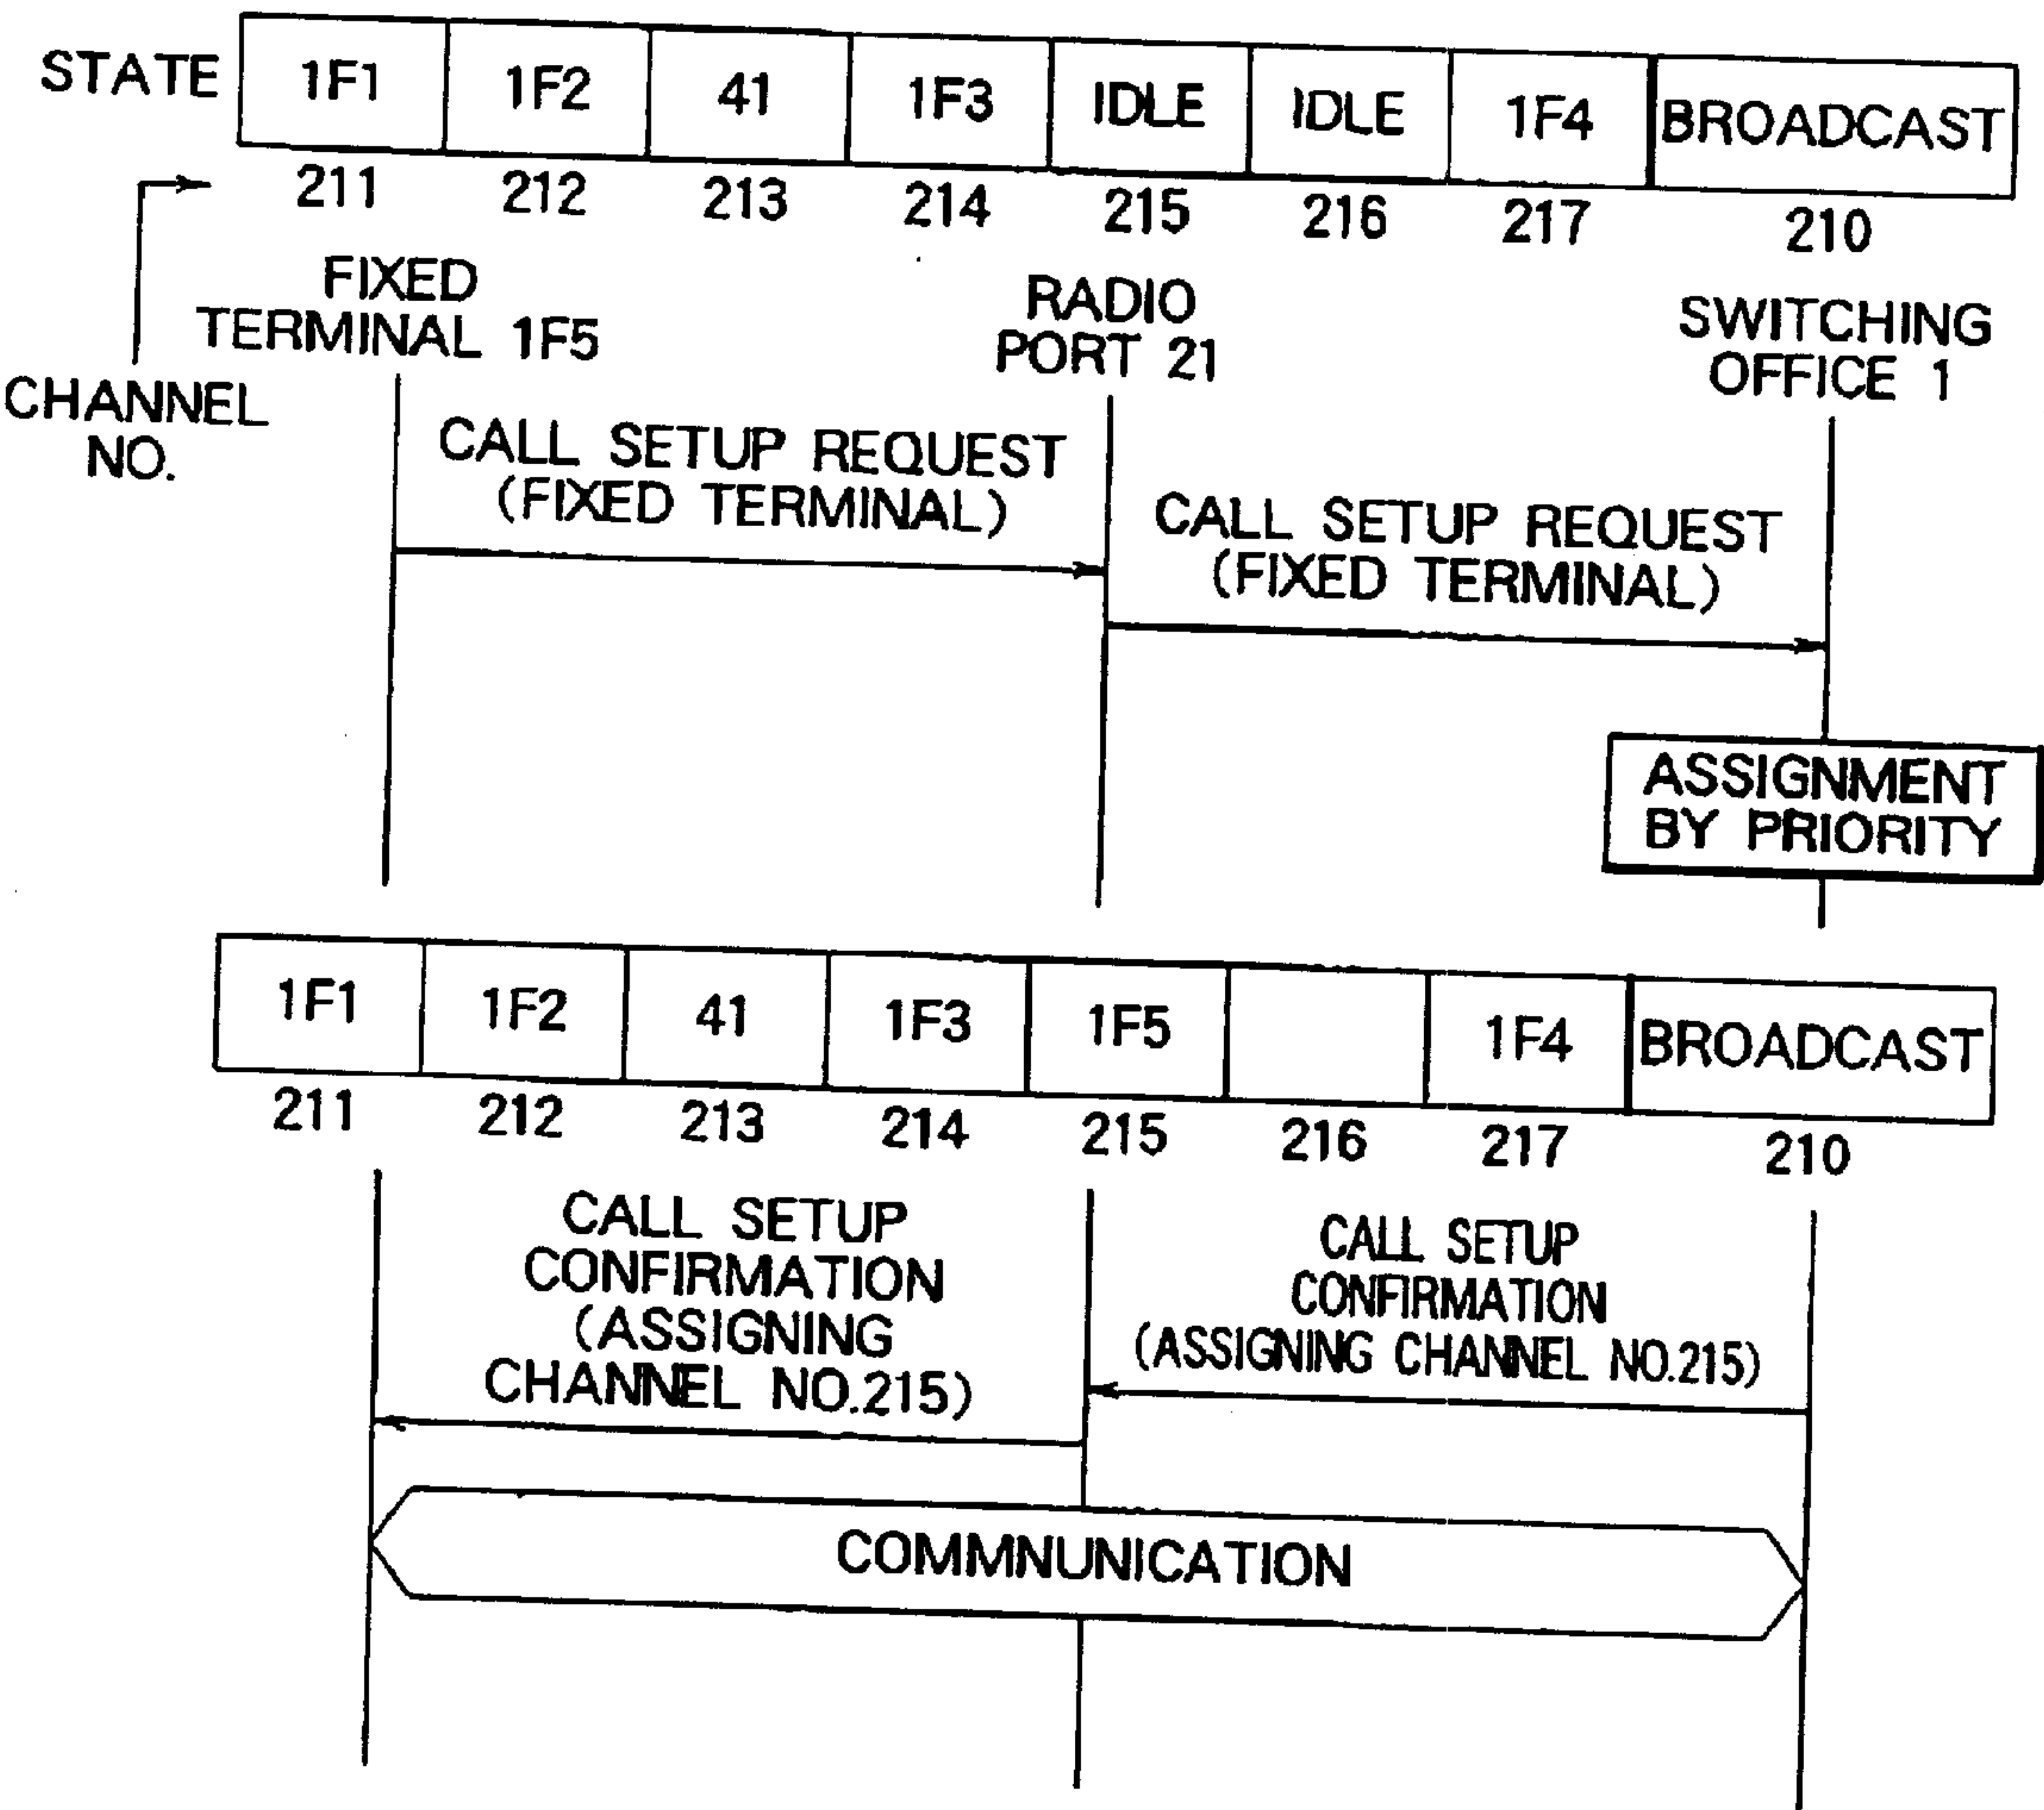 STATE 1F1 1F2 41 1F3 IDLE IDLE 1F4 BROADCAST
211 212 213 214 215 216 217 210
FIXED
TERMINAL 1F5
RADIO
PORT 21
SWITCHING
OFFICE 1
CHANNEL
NO.
CALL SETUP REQUEST
(FIXED TERMINAL)
CALL SETUP REQUEST
(FIXED TERMINAL)
ASSIGNMENT
BY PRIORITY
1F1 1F2 41 1F3 1F5 1F4 BROADCAST
211 212 213 214 215 216 217 210
CALL SETUP
CONFIRMATION
(ASSIGNING
CHANNEL NO.215)
CALL SETUP
CONFIRMATION
(ASSIGNING CHANNEL NO.215)
COMMNUNICATION